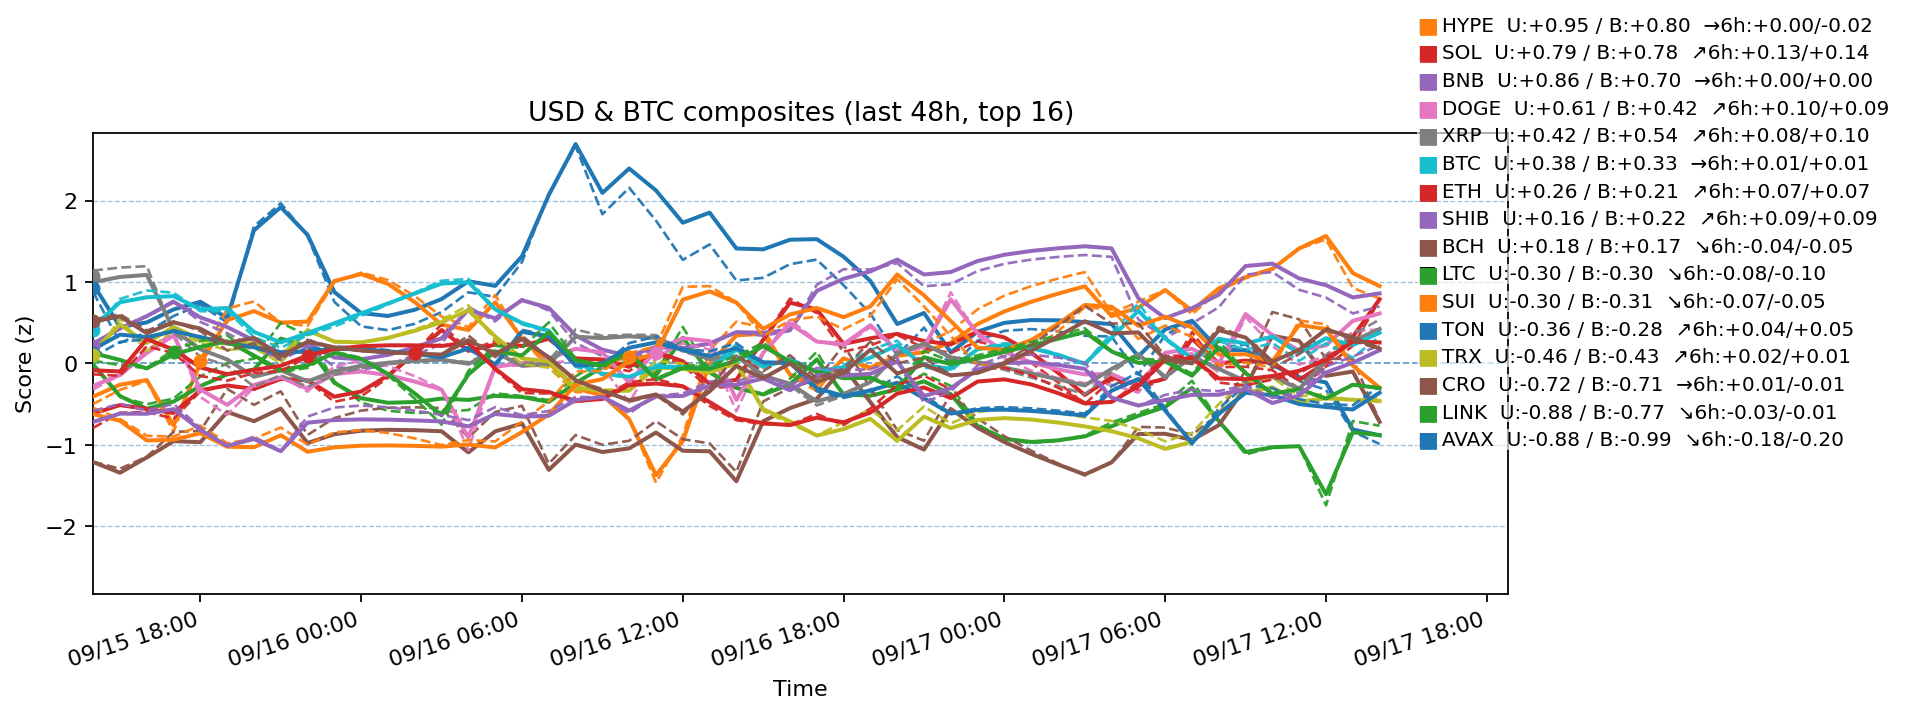 HYPE  U:+0.95 / B:+0.80  →6h:+0.00/-0.02
SOL  U:+0.79 / B:+0.78  ↗6h:+0.13/+0.14
BNB  U:+0.86 / B:+0.70  →6h:+0.00/+0.00
DOGE  U:+0.61 / B:+0.42  ↗6h:+0.10/+0.09
XRP  U:+0.42 / B:+0.54  ↗6h:+0.08/+0.10
BTC  U:+0.38 / B:+0.33  →6h:+0.01/+0.01
ETH  U:+0.26 / B:+0.21  ↗6h:+0.07/+0.07
SHIB  U:+0.16 / B:+0.22  ↗6h:+0.09/+0.09
BCH  U:+0.18 / B:+0.17  ↘6h:-0.04/-0.05
LTC  U:-0.30 / B:-0.30  ↘6h:-0.08/-0.10
SUI  U:-0.30 / B:-0.31  ↘6h:-0.07/-0.05
TON  U:-0.36 / B:-0.28  ↗6h:+0.04/+0.05
TRX  U:-0.46 / B:-0.43  ↗6h:+0.02/+0.01
CRO  U:-0.72 / B:-0.71  →6h:+0.01/-0.01
LINK  U:-0.88 / B:-0.77  ↘6h:-0.03/-0.01
AVAX  U:-0.88 / B:-0.99  ↘6h:-0.18/-0.20
USD & BTC composites (last 48h, top 16)
Score (z)
2
1
0
−1
−2
09/15 18:00
09/16 00:00
09/16 06:00
09/16 12:00
09/16 18:00
09/17 00:00
09/17 06:00
09/17 12:00
09/17 18:00
Time